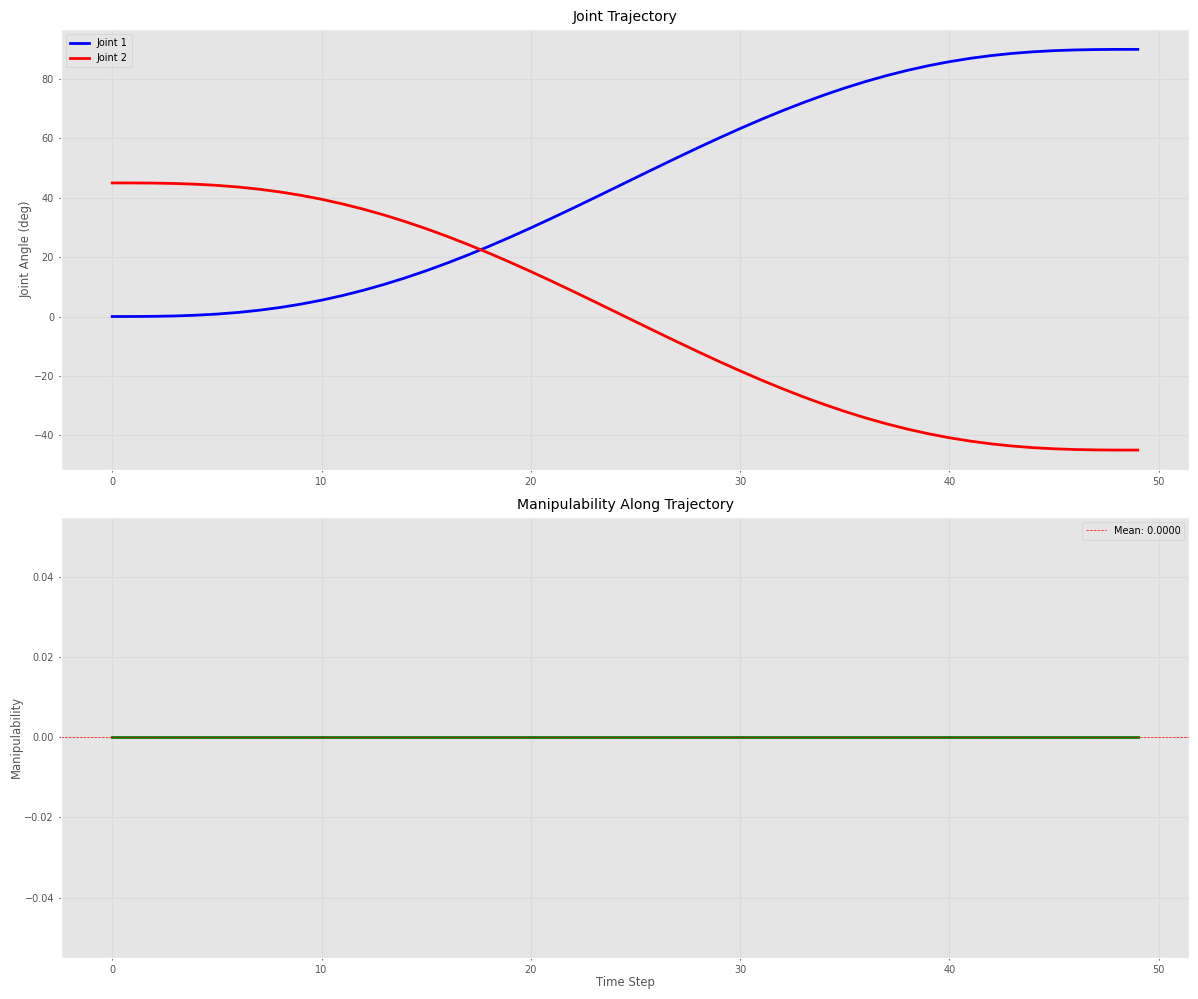 Joint Trajectory
Joint 1
Joint 2
80
60
40
20
0
−20
−40
Joint Angle (deg)
0 10 20 30 40 50
Manipulability Along Trajectory
Mean: 0.0000
0.04
0.02
0.00
−0.02
−0.04
Manipulability
0 10 20 30 40 50
Time Step